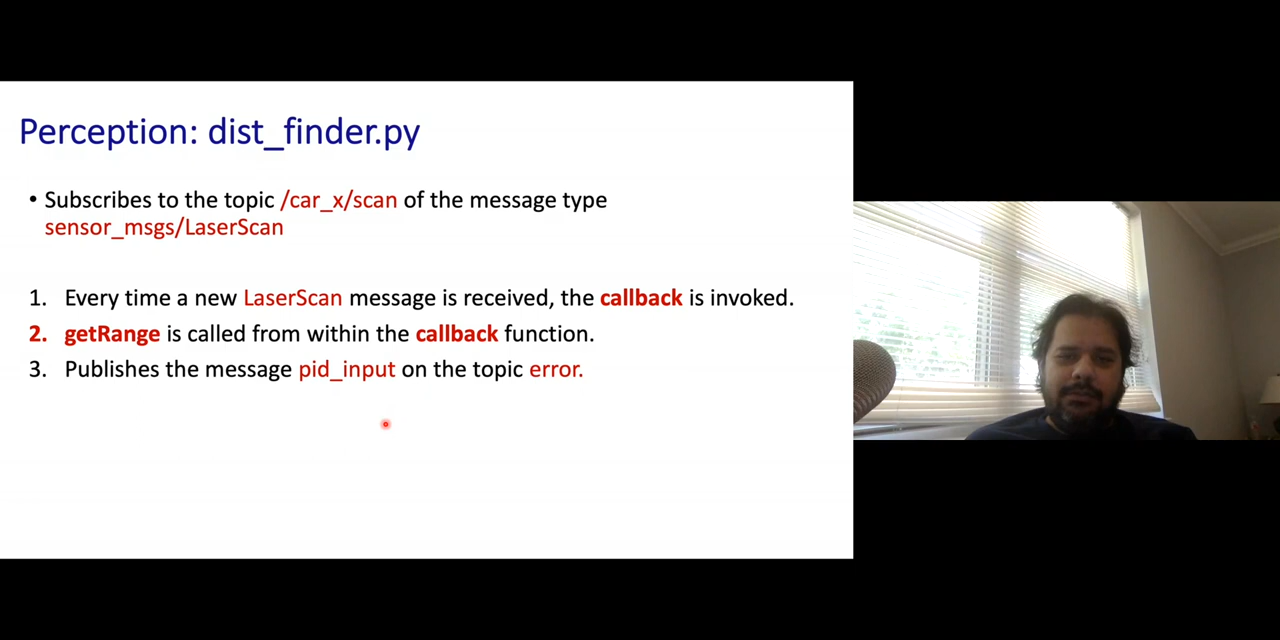 Perception: dist_finder.py
• Subscribes to the topic /car_x/scan of the message type
sensor_msgs/LaserScan
1. Every time a new LaserScan message is received, the callback is invoked.
2. getRange is called from within the callback function.
3. Publishes the message pid_input on the topic error.